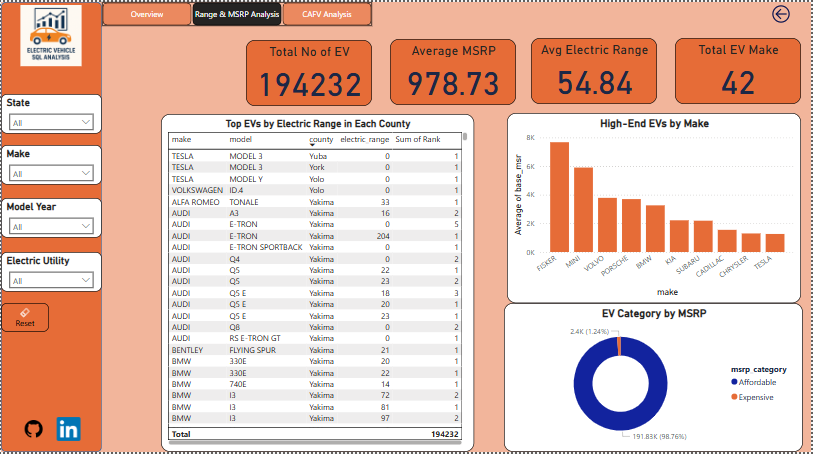 ELECTRIC VEHICLE
SQL ANALYSIS
Overview
Range & MSRP Analysis
CAFV Analysis
Total No of EV
194232
Average MSRP
978.73
Avg Electric Range
54.84
Total EV Make
42
State
All
Make
All
Model Year
All
Electric Utility
All
Reset
Top EVs by Electric Range in Each County
make model county electric_range Sum of Rank
TESLA MODEL 3 Yuba 0 1
TESLA MODEL 3 York 0 1
TESLA MODEL Y Yolo 0 1
VOLKSWAGEN ID.4 Yolo 0 1
ALFA ROMEO TONALE Yakima 33 1
AUDI A3 Yakima 16 2
AUDI E-TRON Yakima 0 5
AUDI E-TRON Yakima 204 1
AUDI E-TRON SPORTBACK Yakima 0 1
AUDI Q4 Yakima 0 2
AUDI Q5 Yakima 22 1
AUDI Q5 Yakima 23 2
AUDI Q5 E Yakima 18 3
AUDI Q5 E Yakima 20 1
AUDI Q5 E Yakima 23 1
AUDI Q8 Yakima 0 2
AUDI RS E-TRON GT Yakima 0 1
BENTLEY FLYING SPUR Yakima 21 1
BMW 330E Yakima 20 1
BMW 330E Yakima 22 1
BMW 740E Yakima 14 1
BMW I3 Yakima 72 2
BMW I3 Yakima 81 1
BMW I3 Yakima 97 2
Total 194232
High-End EVs by Make
Average of base_msr
8K
6K
4K
2K
0K
FISKER
MINI
VOLVO
PORSCHE
BMW
KIA
SUBARU
CADILLAC
CHRYSLER
TESLA
make
EV Category by MSRP
2.4K (1.24%)
191.83K (98.76%)
msrp_category
Affordable
Expensive
in